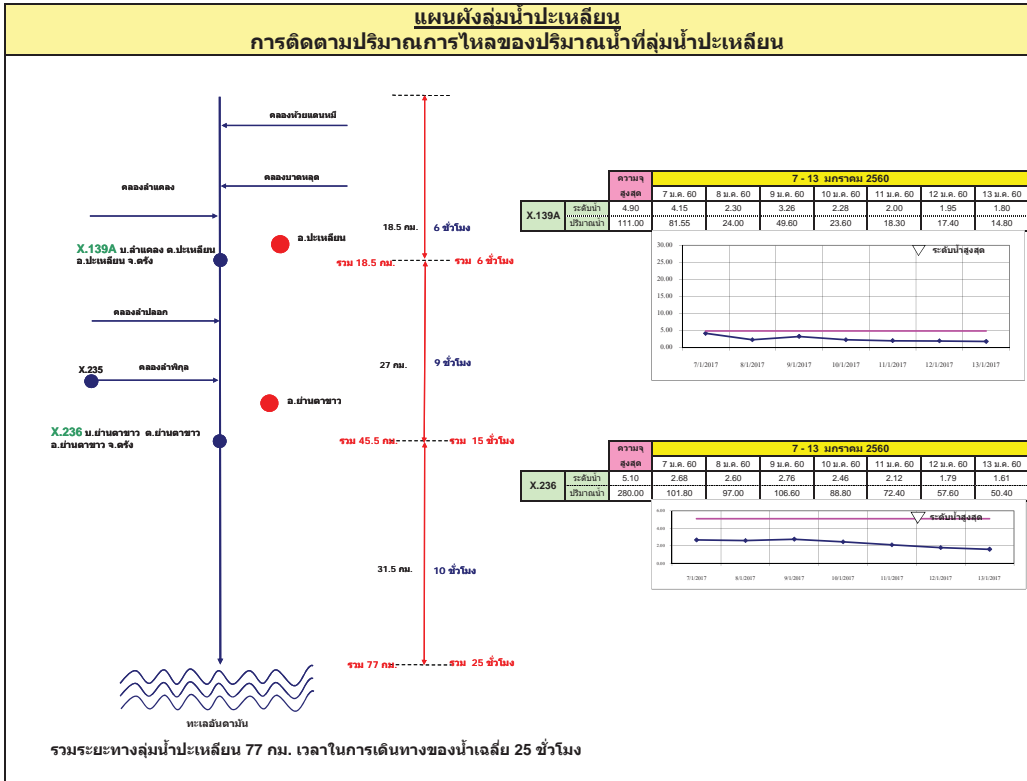 แผนผังลุ่มน้ำปะเหลียน
การติดตามปริมาณการไหลของปริมาณน้ำที่ลุ่มน้ำปะเหลียน
คลองห้วยแดนหมี
คลองบาดหลุด
คลองลำแคลง
18.5 กม. 6 ชั่วโมง
อ.ปะเหลียน
X.139A บ.ลำแคลง ต.ปะเหลียน
อ.ปะเหลียน จ.ตรัง
รวม 18.5 กม. รวม 6 ชั่วโมง
คลองลำปลอก
27 กม. 9 ชั่วโมง
X.235 คลองลำพิกุล
อ.ย่านตาขาว
X.236 บ.ย่านตาขาว ต.ย่านตาขาว
อ.ย่านตาขาว จ.ตรัง
รวม 45.5 กม. รวม 15 ชั่วโมง
31.5 กม. 10 ชั่วโมง
รวม 77 กม. รวม 25 ชั่วโมง
ทะเลอันดามัน
รวมระยะทางลุ่มน้ำปะเหลียน 77 กม. เวลาในการเดินทางของน้ำเฉลี่ย 25 ชั่วโมง
ความจุ 7 - 13 มกราคม 2560
สูงสุด 7 ม.ค. 60 8 ม.ค. 60 9 ม.ค. 60 10 ม.ค. 60 11 ม.ค. 60 12 ม.ค. 60 13 ม.ค. 60
X.139A ระดับน้ำ 4.90 4.15 2.30 3.26 2.28 2.00 1.95 1.80
ปริมาณน้ำ 111.00 81.55 24.00 49.60 23.60 18.30 17.40 14.80
ระดับน้ำสูงสุด
30.00
25.00
20.00
15.00
10.00
5.00
0.00
7/1/2017 8/1/2017 9/1/2017 10/1/2017 11/1/2017 12/1/2017 13/1/2017
ความจุ 7 - 13 มกราคม 2560
สูงสุด 7 ม.ค. 60 8 ม.ค. 60 9 ม.ค. 60 10 ม.ค. 60 11 ม.ค. 60 12 ม.ค. 60 13 ม.ค. 60
X.236 ระดับน้ำ 5.10 2.68 2.60 2.76 2.46 2.12 1.79 1.61
ปริมาณน้ำ 280.00 101.80 97.00 106.60 88.80 72.40 57.60 50.40
ระดับน้ำสูงสุด
6.00
4.00
2.00
0.00
7/1/2017 8/1/2017 9/1/2017 10/1/2017 11/1/2017 12/1/2017 13/1/2017